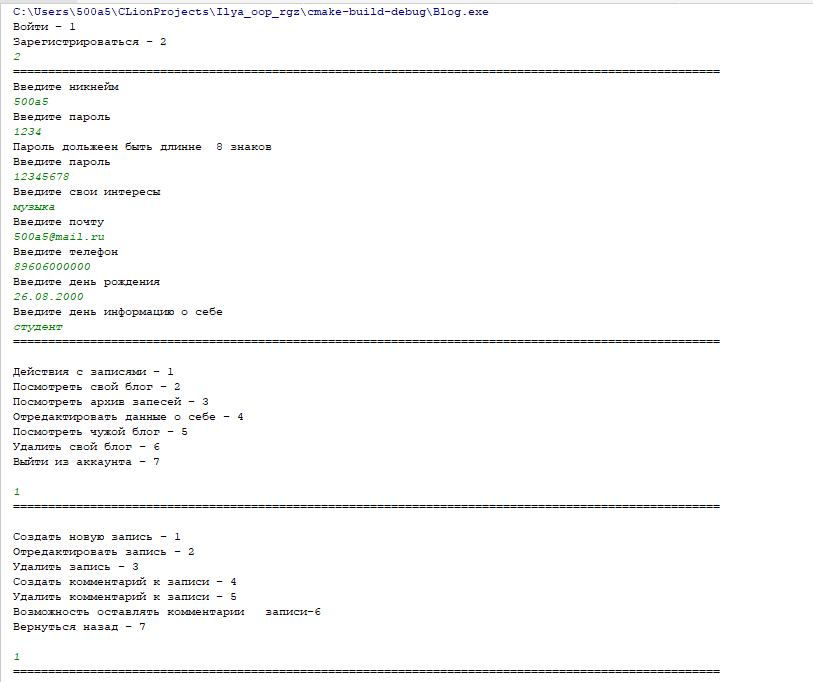 C:\Users\500a5\CLionProjects\Ilya_oop_rgz\cmake-build-debug\Blog.exe
Войти - 1
Зарегистрироваться - 2
2
=====================================================================================================
Введите никнейм
500a5
Введите пароль
1234
Пароль дольжеен быть длинне  8 знаков
Введите пароль
12345678
Введите свои интересы
музыка
Введите почту
500a5@mail.ru
Введите телефон
89606000000
Введите день рождения
26.08.2000
Введите день информацию о себе
студент
=====================================================================================================
Действия с записями - 1
Посмотреть свой блог - 2
Посмотреть архив запесей - 3
Отредактировать данные о себе - 4
Посмотреть чужой блог - 5
Удалить свой блог - 6
Выйти из аккаунта - 7
1
=====================================================================================================
Создать новую запись - 1
Отредактировать запись - 2
Удалить запись - 3
Создать комментарий к записи - 4
Удалить комментарий к записи - 5
Возможность оставлять комментарии   записи-6
Вернуться назад - 7
1
=====================================================================================================